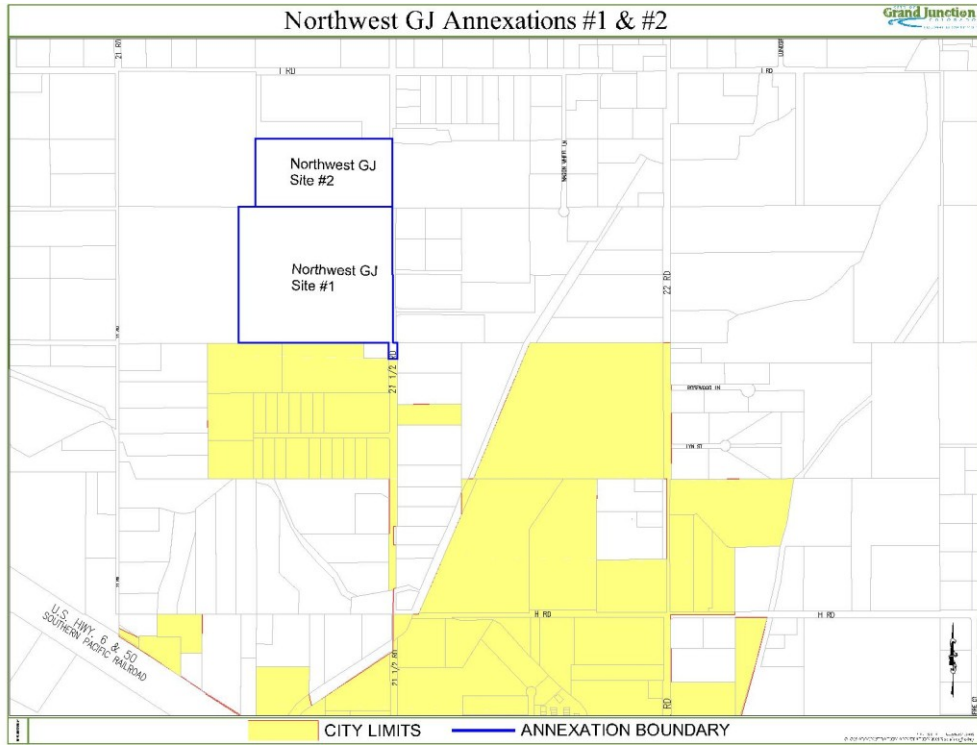 Northwest GJ Annexations #1 & #2
Grand Junction
21 RD
I RD
I RD
Northwest GJ
Site #2
Northwest GJ
Site #1
22 RD
21 1/2 RD
H RD
H RD
U.S. HWY. 6 & 50
SOUTHERN PACIFIC RAILROAD
21 1/2 RD
RD
CITY LIMITS
ANNEXATION BOUNDARY